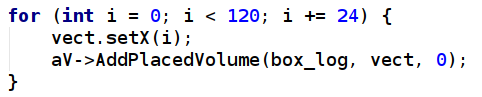 for (int i = 0; i < 120; i += 24) {
    vect.setX(i);
    aV->AddPlacedVolume(box_log, vect, 0);
}